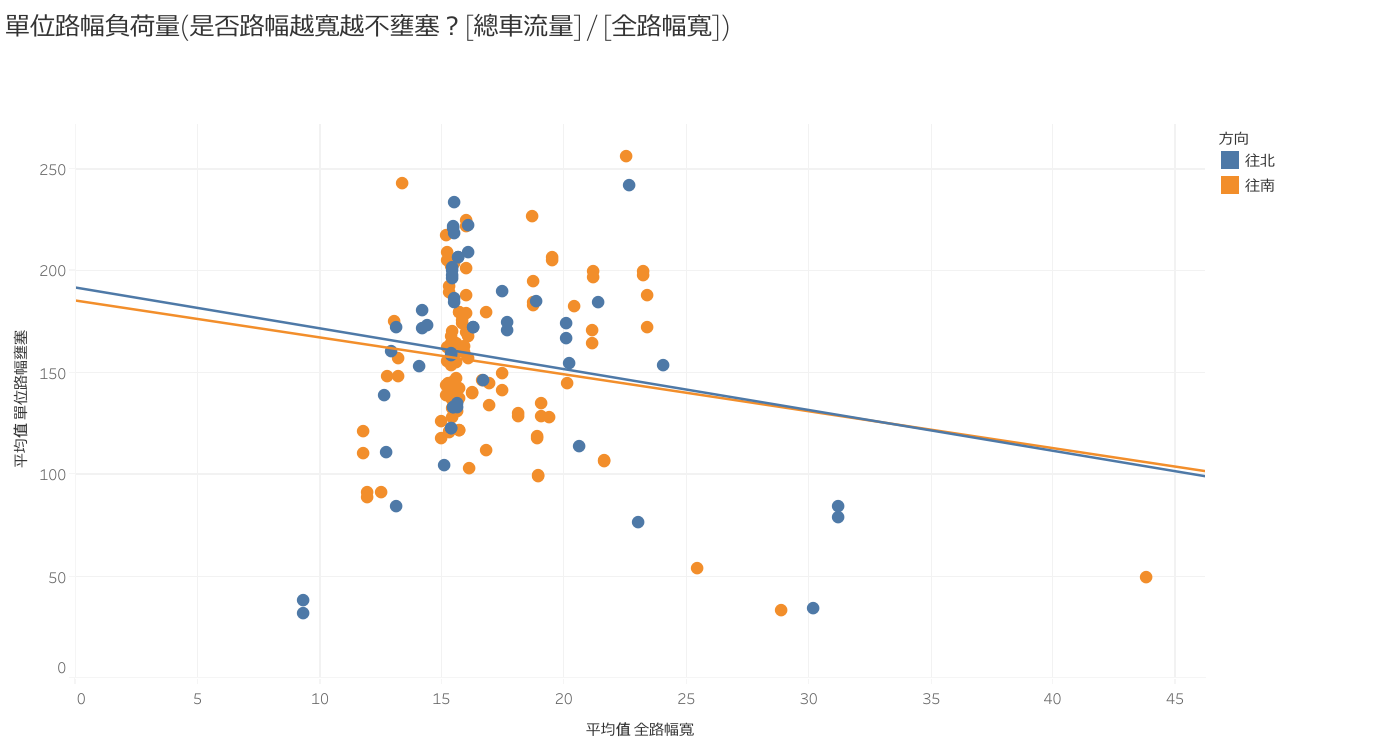 單位路幅負荷量(是否路幅越寬越不壅塞？[總車流量] / [全路幅寬])
方向
往北
往南
250
200
150
100
50
0
平均值 單位路幅壅塞
0 5 10 15 20 25 30 35 40 45
平均值 全路幅寬